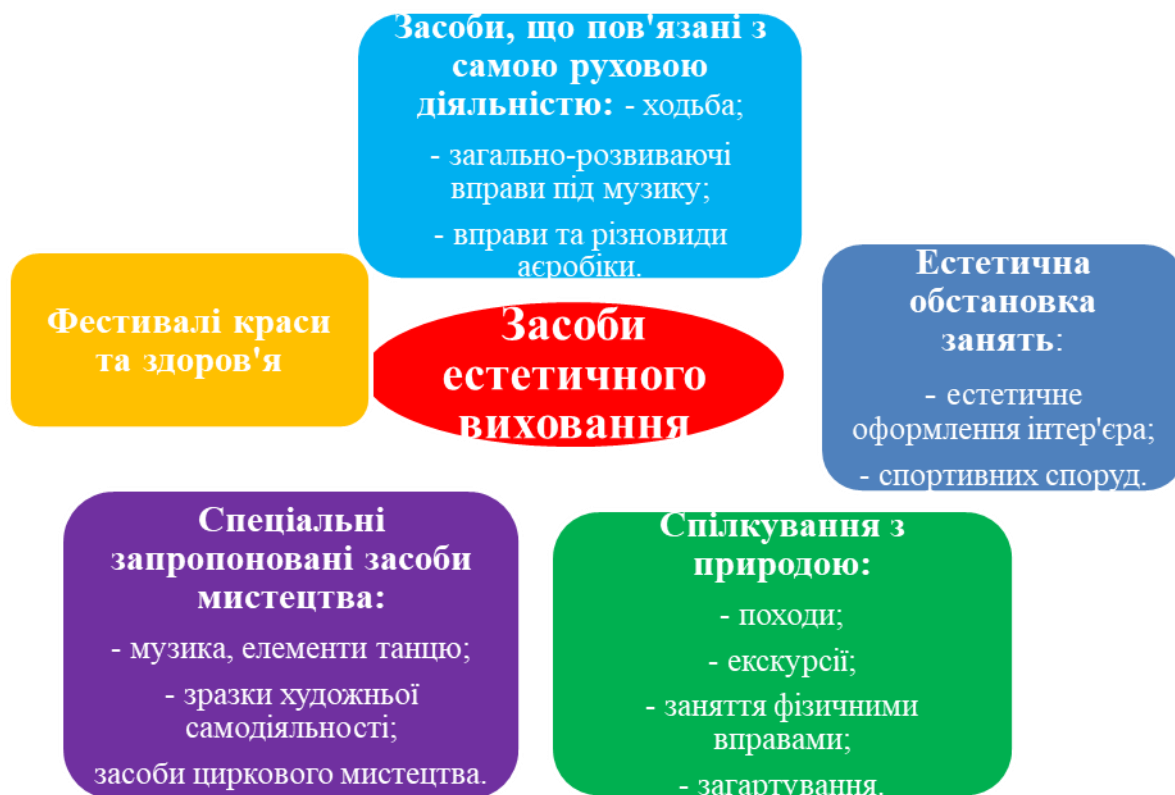 Засоби, що пов'язані з
самою руховою
діяльністю: - ходьба;
- загально-розвиваючі
вправи під музику;
- вправи та різновиди
аєробіки.
Фестивалі краси
та здоров'я
Засоби
естетичного
виховання
Естетична
обстановка
занять:
- естетичне
оформлення інтер'єра;
- спортивних споруд.
Спеціальні
запропоновані засоби
мистецтва:
- музика, елементи танцю;
- зразки художньої
самодіяльності;
засоби циркового мистецтва.
Спілкування з
природою:
- походи;
- екскурсії;
- заняття фізичними
вправами;
- загартування.